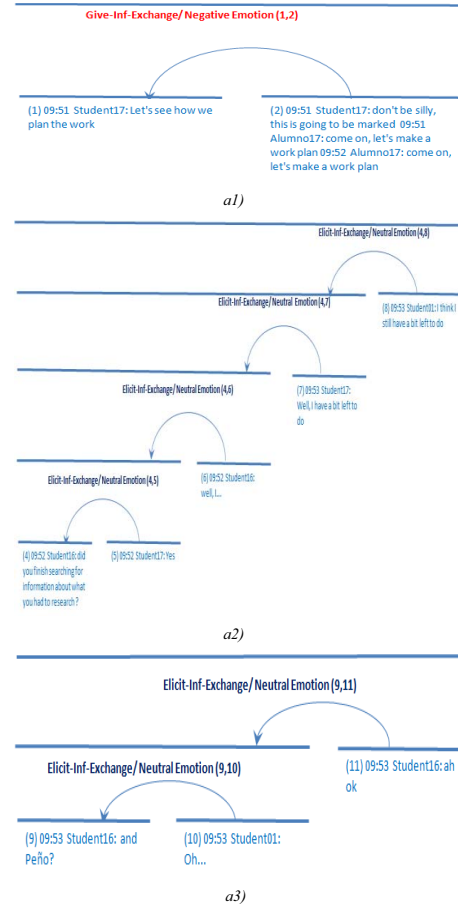 Give-Inf-Exchange/ Negative Emotion (1,2)
(1) 09:51 Student17: Let's see how we
plan the work
(2) 09:51 Student17: don't be silly,
this is going to be marked 09:51
Alumno17: come on, let's make a
work plan 09:52 Alumno17: come on,
let's make a work plan
a1)
Elicit-Inf-Exchange/ Neutral Emotion (4,8)
Elicit-Inf-Exchange/ Neutral Emotion (4,7)
(8) 09:53 Student01: I think I
still have a bit left to do
Elicit-Inf-Exchange/ Neutral Emotion (4,6)
(7) 09:53 Student17:
Well, I have a bit left to
do
Elicit-Inf-Exchange/ Neutral Emotion (4,5)
(6) 09:52 Student16:
well, I...
(4) 09:52 Student16: did
you finish searching for
information about what
you had to research ?
(5) 09:52 Student17: Yes
a2)
Elicit-Inf-Exchange/ Neutral Emotion (9,11)
Elicit-Inf-Exchange/ Neutral Emotion (9,10)
(11) 09:53 Student16: ah
ok
(9) 09:53 Student16: and
Peño?
(10) 09:53 Student01:
Oh...
a3)